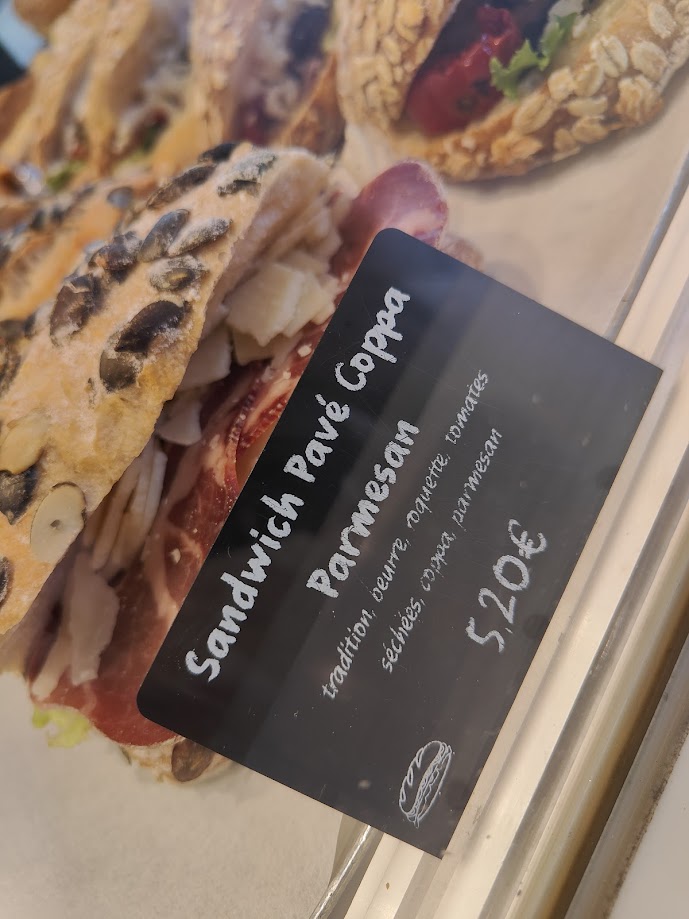 Sandwich Pavé Coppa
Parmesan
tradition, beurre, roquette, tomates
séchées, coppa, parmesan
5,20€